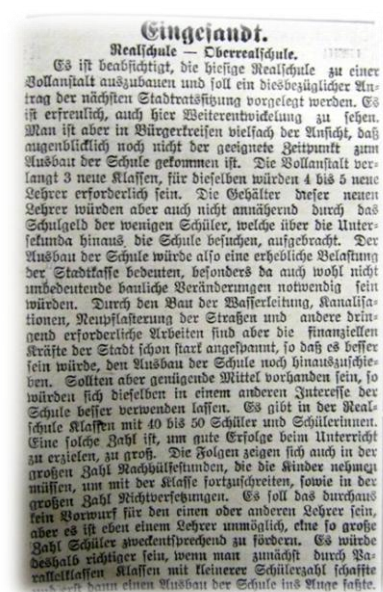 Eingesandt.
Realschule — Oberrealschule.
Es ist beabsichtigt, die hiesige Realschule zu einer
Vollanstalt auszubauen und soll ein diesbezüglicher An-
trag der nächsten Stadtratssitzung vorgelegt werden. Es
ist erfreulich, auch hier Weiterentwickelung zu sehen.
Man ist aber in Bürgerkreisen vielfach der Ansicht, daß
augenblicklich noch nicht der geeignete Zeitpunkt zum
Ausbau der Schule gekommen ist. Die Vollanstalt ver-
langt 3 neue Klassen, für dieselben würden 4 bis 5 neue
Lehrer erforderlich sein. Die Gehälter dieser neuen
Lehrer würden aber auch nicht annähernd durch das
Schulgeld der wenigen Schüler, welche über die Unter-
sekunda hinaus, die Schule besuchen, aufgebracht. Der
Ausbau der Schule würde also eine erhebliche Belastung
der Stadtkasse bedeuten, besonders da auch wohl nicht
unbedeutende bauliche Veränderungen notwendig sein
würden. Durch den Bau der Wasserleitung, Kanalisa-
tionen, Neupflasterung der Straßen und andere drin-
gend erforderliche Arbeiten sind aber die finanziellen
Kräfte der Stadt schon stark angespannt, so daß es besser
sein würde, den Ausbau der Schule noch hinauszuschie-
ben. Sollten aber genügende Mittel vorhanden sein, so
würden sich dieselben in einem anderen Interesse der
Schule besser verwenden lassen. Es gibt in der Real-
schule Klassen mit 40 bis 50 Schüler und Schülerinnen.
Eine solche Zahl ist, um gute Erfolge beim Unterricht
zu erzielen, zu groß. Die Folgen zeigen sich auch in der
großen Zahl Nachhülfestunden, die die Kinder nehmen
müssen, um mit der Klasse fortzuschreiten, sowie in der
großen Zahl Nichtversetzungen. Es soll das durchaus
kein Vorwurf für den einen oder anderen Lehrer sein,
aber es ist eben einem Lehrer unmöglich, eine so große
Zahl Schüler zweckentsprechend zu fördern. Es würde
deshalb richtiger sein, wenn man zunächst durch Pa-
rallelklassen Klassen mit kleinerer Schülerzahl schaffte
und erst dann einen Ausbau der Schule ins Auge faßte.